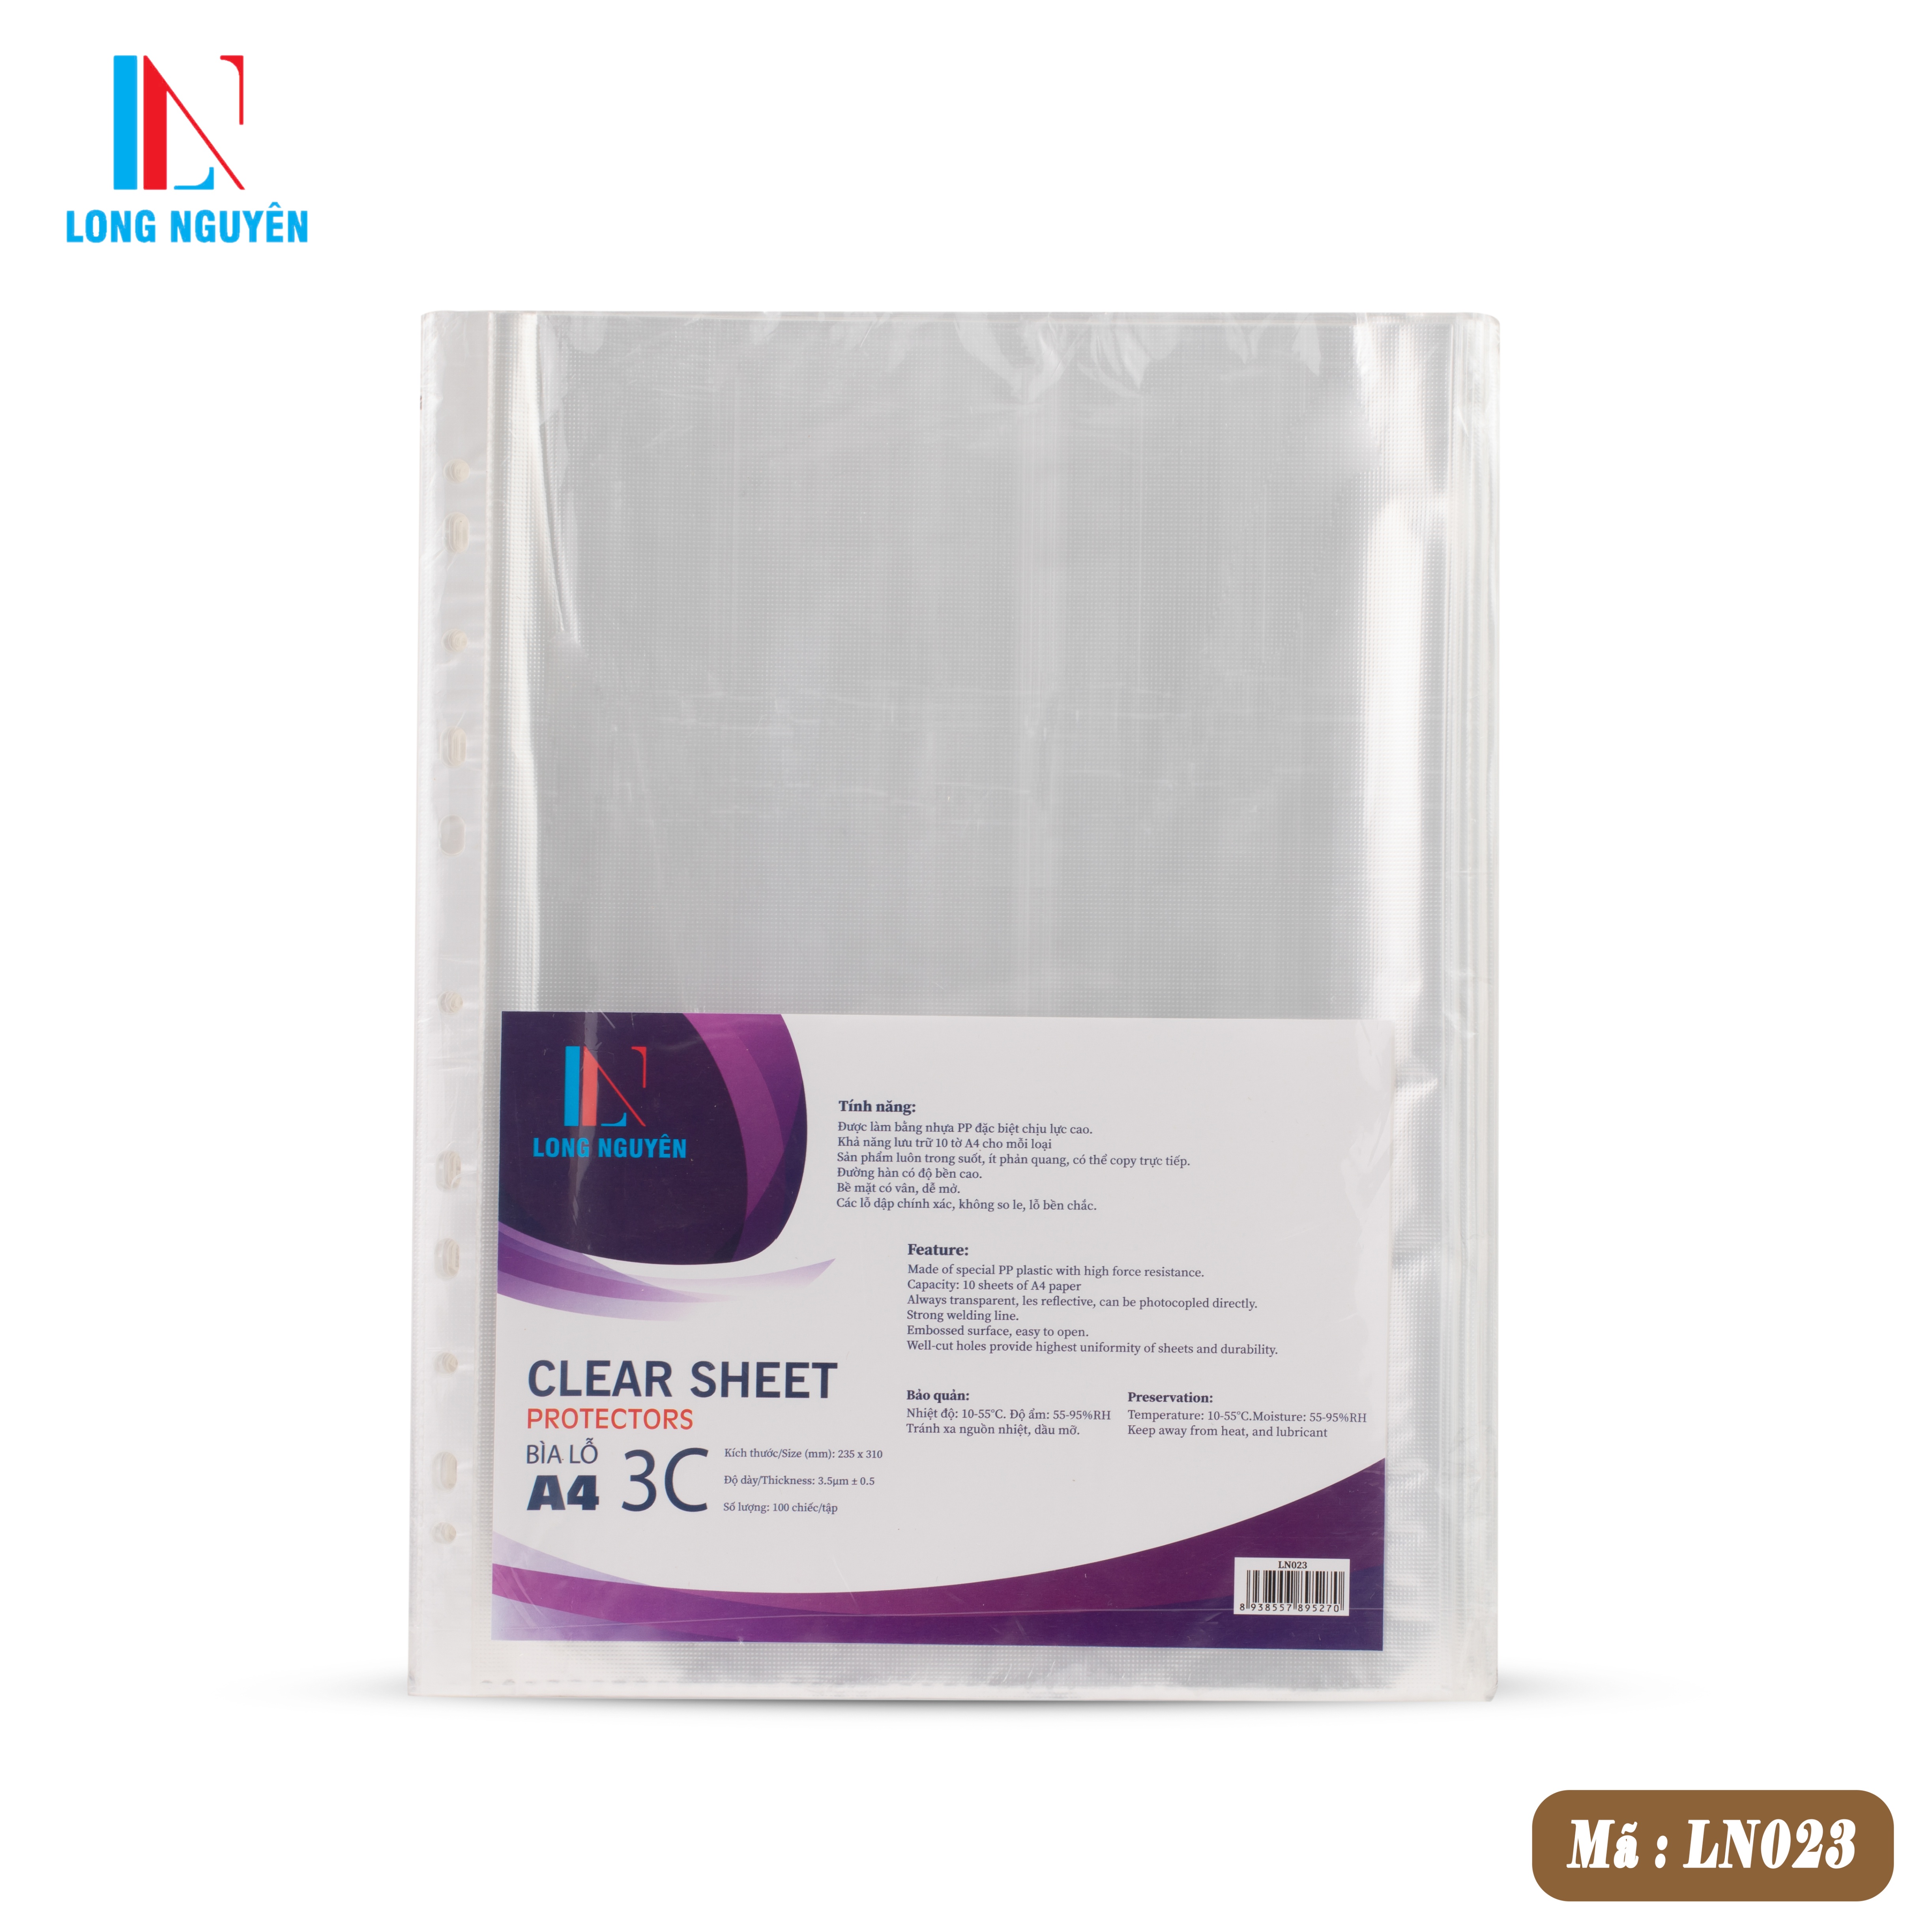 LONG NGUYÊN
LONG NGUYÊN
Tính năng:
Được làm bằng nhựa PP đặc biệt chịu lực cao.
Khả năng lưu trữ 10 tờ A4 cho mỗi loại
Sản phẩm luôn trong suốt, ít phản quang, có thể copy trực tiếp.
Đường hàn có độ bền cao.
Bề mặt có vân, dễ mở.
Các lỗ dập chính xác, không so le, lỗ bền chắc.
Feature:
Made of special PP plastic with high force resistance.
Capacity: 10 sheets of A4 paper
Always transparent, les reflective, can be photocopled directly.
Strong welding line.
Embossed surface, easy to open.
Well-cut holes provide highest uniformity of sheets and durability.
Bảo quản:
Nhiệt độ: 10-55°C. Độ ẩm: 55-95%RH
Tránh xa nguồn nhiệt, dầu mỡ.
Preservation:
Temperature: 10-55°C.Moisture: 55-95%RH
Keep away from heat, and lubricant
CLEAR SHEET
PROTECTORS
BÌA LỖ
A4 3C
Kích thước/Size (mm): 235 x 310
Độ dày/Thickness: 3.5µm ± 0.5
Số lượng: 100 chiếc/tập
LN023
8 938557 895270
Mã : LN023